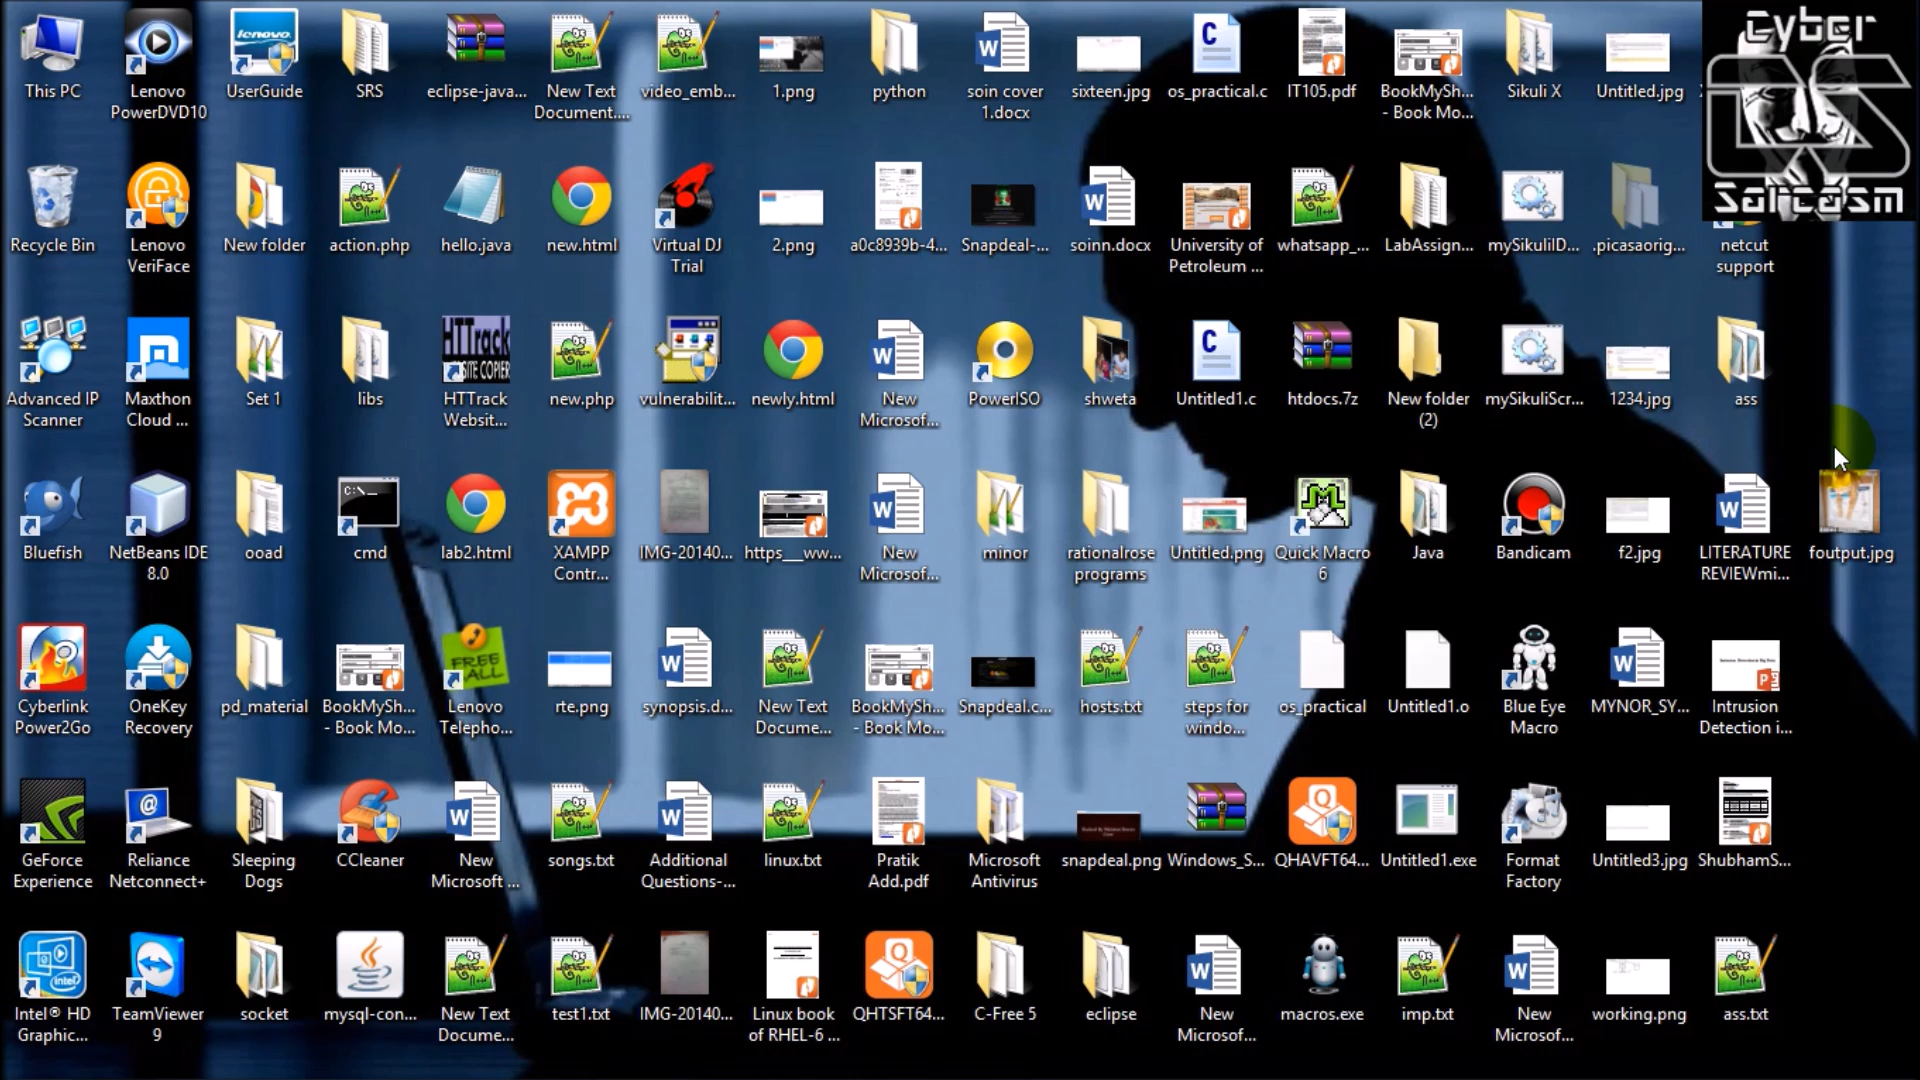 This PC
Lenovo
PowerDVD10
UserGuide
SRS
eclipse-java...
New Text
Document....
video_emb...
1.png
python
soin cover
1.docx
sixteen.jpg
os_practical.c
IT105.pdf
BookMySh...
- Book Mo...
Sikuli X
Untitled.jpg
Cyber
Sarcasm
Recycle Bin
Lenovo
VeriFace
New folder
action.php
hello.java
new.html
Virtual DJ
Trial
2.png
a0c8939b-4...
Snapdeal-...
soinn.docx
University of
Petroleum ...
whatsapp_...
LabAssign...
mySikuliID...
.picasaorig...
netcut
support
Advanced IP
Scanner
Maxthon
Cloud ...
Set 1
libs
HTTrack
SITE COPIER
HTTrack
Websit...
new.php
vulnerabilit...
newly.html
New
Microsof...
PowerISO
shweta
Untitled1.c
htdocs.7z
New folder
(2)
mySikuliScr...
1234.jpg
ass
Bluefish
NetBeans IDE
8.0
ooad
C:\_
cmd
lab2.html
XAMPP
Contr...
IMG-20140...
https__ww...
New
Microsof...
minor
rationalrose
programs
Untitled.png
Quick Macro
6
Java
Bandicam
f2.jpg
LITERATURE
REVIEWmi...
foutput.jpg
Cyberlink
Power2Go
OneKey
Recovery
pd_material
BookMySh...
- Book Mo...
FREE
CALL
Lenovo
Telepho...
rte.png
synopsis.d...
New Text
Docume...
BookMySh...
- Book Mo...
Snapdeal.c...
hosts.txt
steps for
windo...
os_practical
Untitled1.o
Blue Eye
Macro
MYNOR_SY...
Intrusion
Detection i...
GeForce
Experience
Reliance
Netconnect+
Sleeping
Dogs
CCleaner
New
Microsoft ...
songs.txt
Additional
Questions-...
linux.txt
Pratik
Add.pdf
Microsoft
Antivirus
snapdeal.png
Windows_S...
QHAVFT64...
Untitled1.exe
Format
Factory
Untitled3.jpg
ShubhamS...
Intel® HD
Graphic...
TeamViewer
9
socket
mysql-con...
New Text
Docume...
test1.txt
IMG-20140...
Linux book
of RHEL-6 ...
QHTSFT64...
C-Free 5
eclipse
New
Microsof...
macros.exe
imp.txt
New
Microsof...
working.png
ass.txt